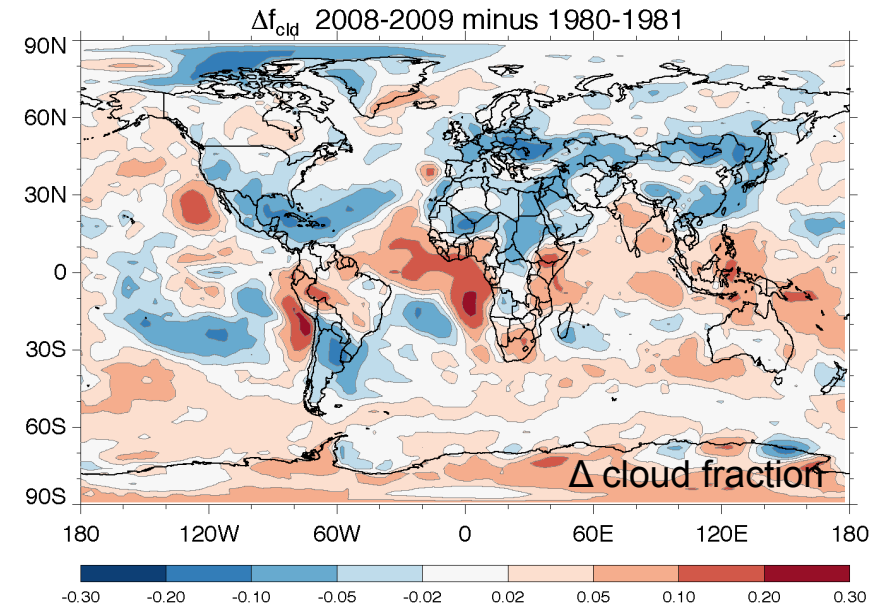 Δf_cld 2008-2009 minus 1980-1981
90N
60N
30N
0
30S
60S
90S
Δ cloud fraction
180 120W 60W 0 60E 120E 180
-0.30 -0.20 -0.10 -0.05 -0.02 0.02 0.05 0.10 0.20 0.30